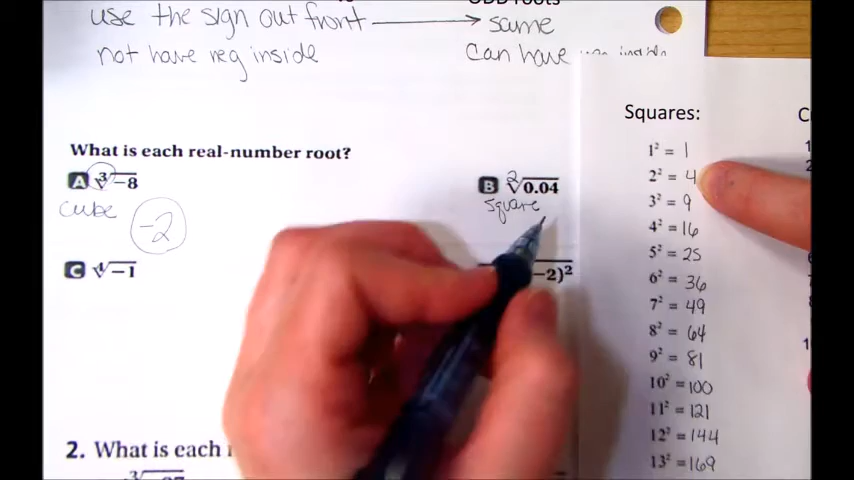 use the sign out front → same
not have neg inside
can have
What is each real-number root?
A ∛-8
cube -2
B ²√0.04
square
C ∜-1
-2)²
2. What is each
Squares:
1² = 1
2² = 4
3² = 9
4² = 16
5² = 25
6² = 36
7² = 49
8² = 64
9² = 81
10² = 100
11² = 121
12² = 144
13² = 169